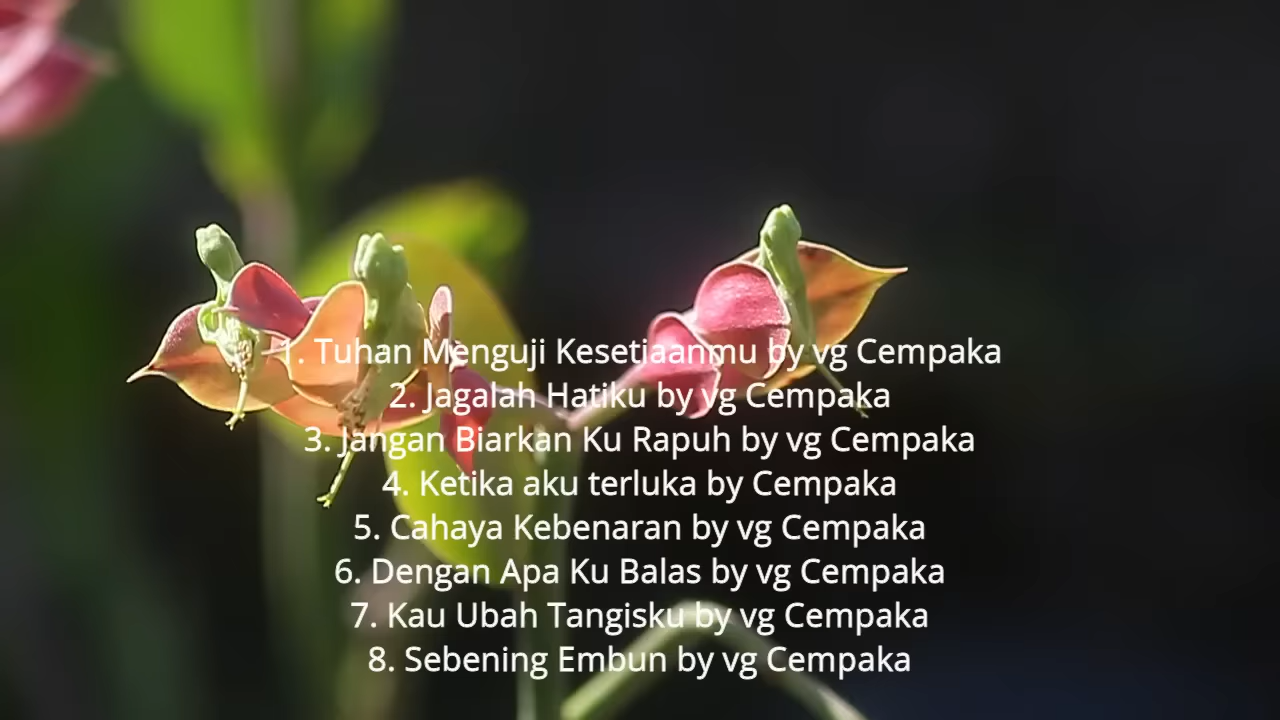 1. Tuhan Menguji Kesetiaanmu by vg Cempaka
2. Jagalah Hatiku by vg Cempaka
3. Jangan Biarkan Ku Rapuh by vg Cempaka
4. Ketika aku terluka by Cempaka
5. Cahaya Kebenaran by vg Cempaka
6. Dengan Apa Ku Balas by vg Cempaka
7. Kau Ubah Tangisku by vg Cempaka
8. Sebening Embun by vg Cempaka